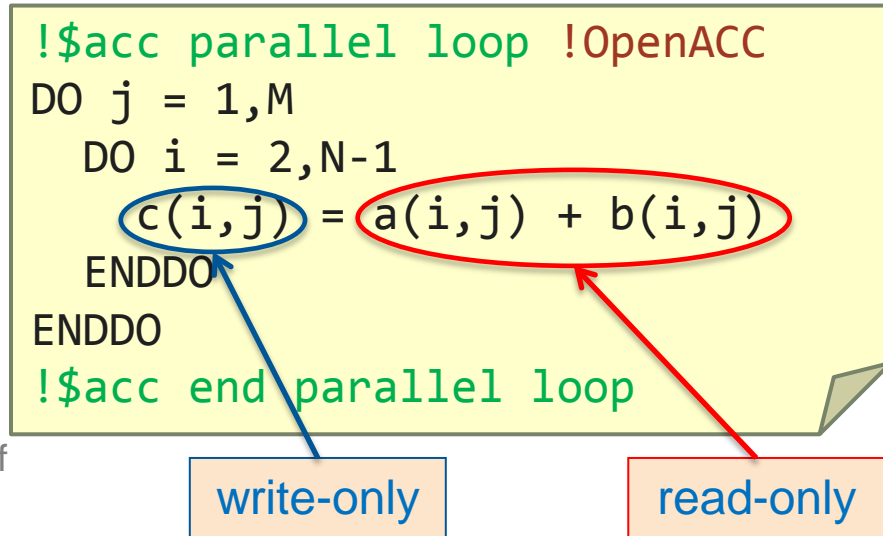 !$acc parallel loop !OpenACC
DO j = 1,M
  DO i = 2,N-1
    c(i,j) = a(i,j) + b(i,j)
  ENDDO
ENDDO
!$acc end parallel loop
f
write-only read-only